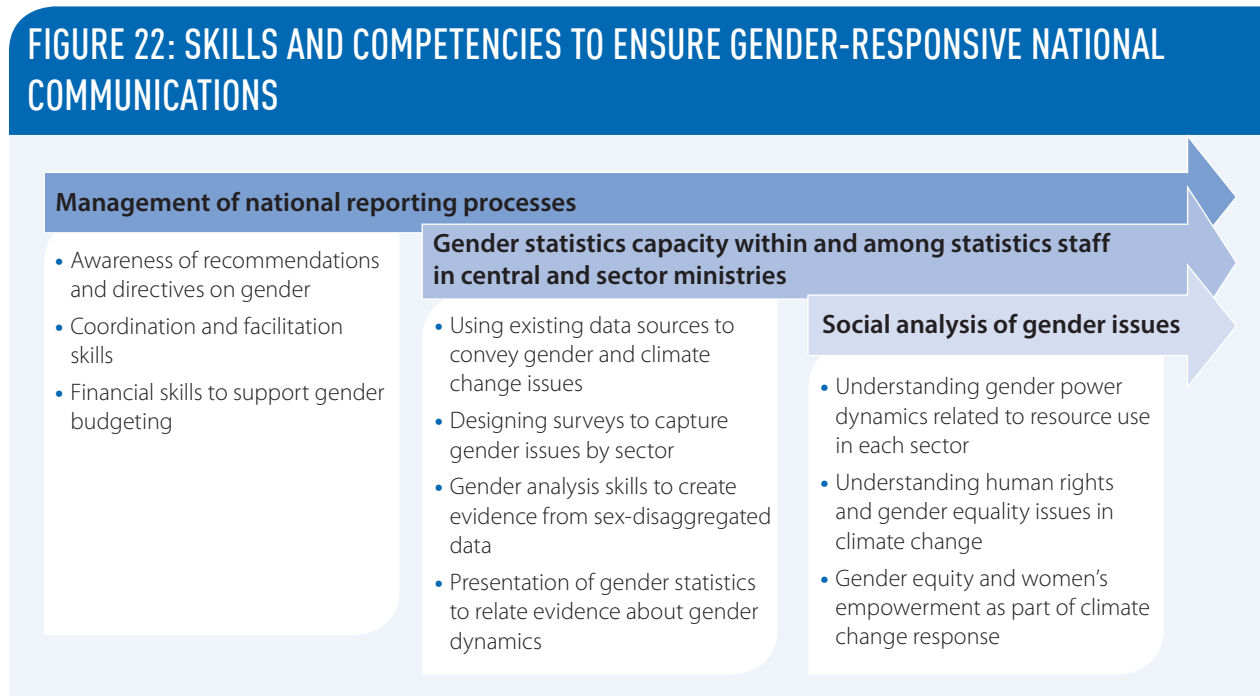 FIGURE 22: SKILLS AND COMPETENCIES TO ENSURE GENDER-RESPONSIVE NATIONAL
COMMUNICATIONS
Management of national reporting processes
• Awareness of recommendations
and directives on gender
• Coordination and facilitation
skills
• Financial skills to support gender
budgeting
Gender statistics capacity within and among statistics staff
in central and sector ministries
• Using existing data sources to
convey gender and climate
change issues
• Designing surveys to capture
gender issues by sector
• Gender analysis skills to create
evidence from sex-disaggregated
data
• Presentation of gender statistics
to relate evidence about gender
dynamics
Social analysis of gender issues
• Understanding gender power
dynamics related to resource use
in each sector
• Understanding human rights
and gender equality issues in
climate change
• Gender equity and women’s
empowerment as part of climate
change response